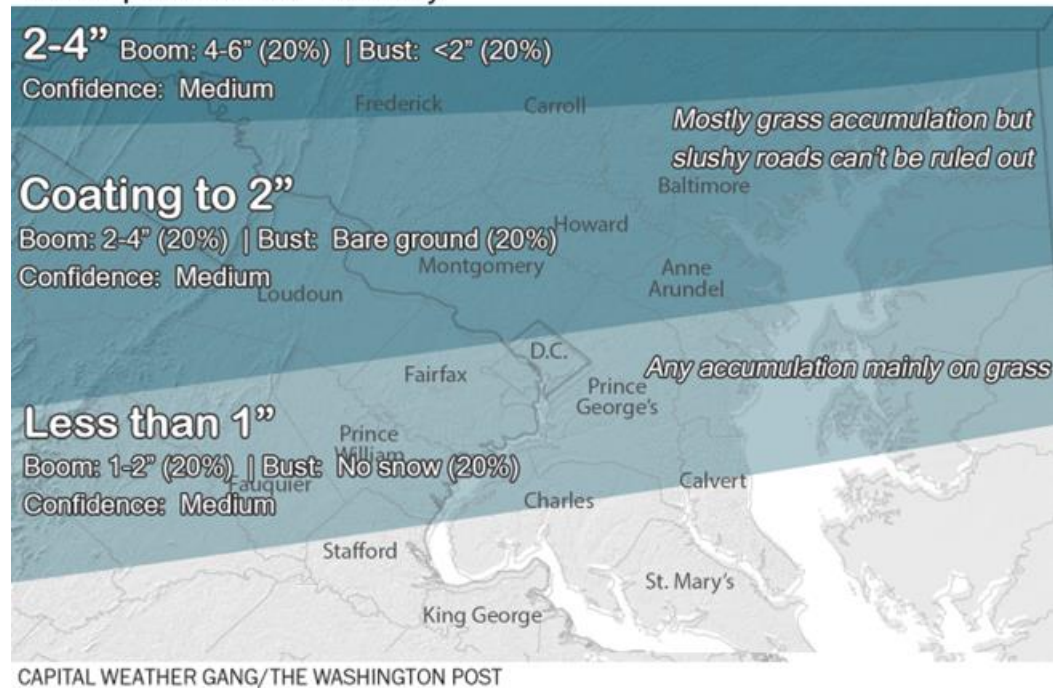 2-4” Boom: 4-6” (20%) | Bust: <2” (20%)
Confidence: Medium
Frederick
Carroll
Mostly grass accumulation but
slushy roads can’t be ruled out
Baltimore
Coating to 2”
Howard
Boom: 2-4” (20%) | Bust: Bare ground (20%)
Montgomery
Anne
Arundel
Confidence: Medium
Loudoun
D.C.
Fairfax
Any accumulation mainly on grass
Prince
George’s
Less than 1”
Prince
William
Boom: 1-2” (20%) | Bust: No snow (20%)
Fauquier
Calvert
Confidence: Medium
Charles
Stafford
St. Mary’s
King George
CAPITAL WEATHER GANG/THE WASHINGTON POST